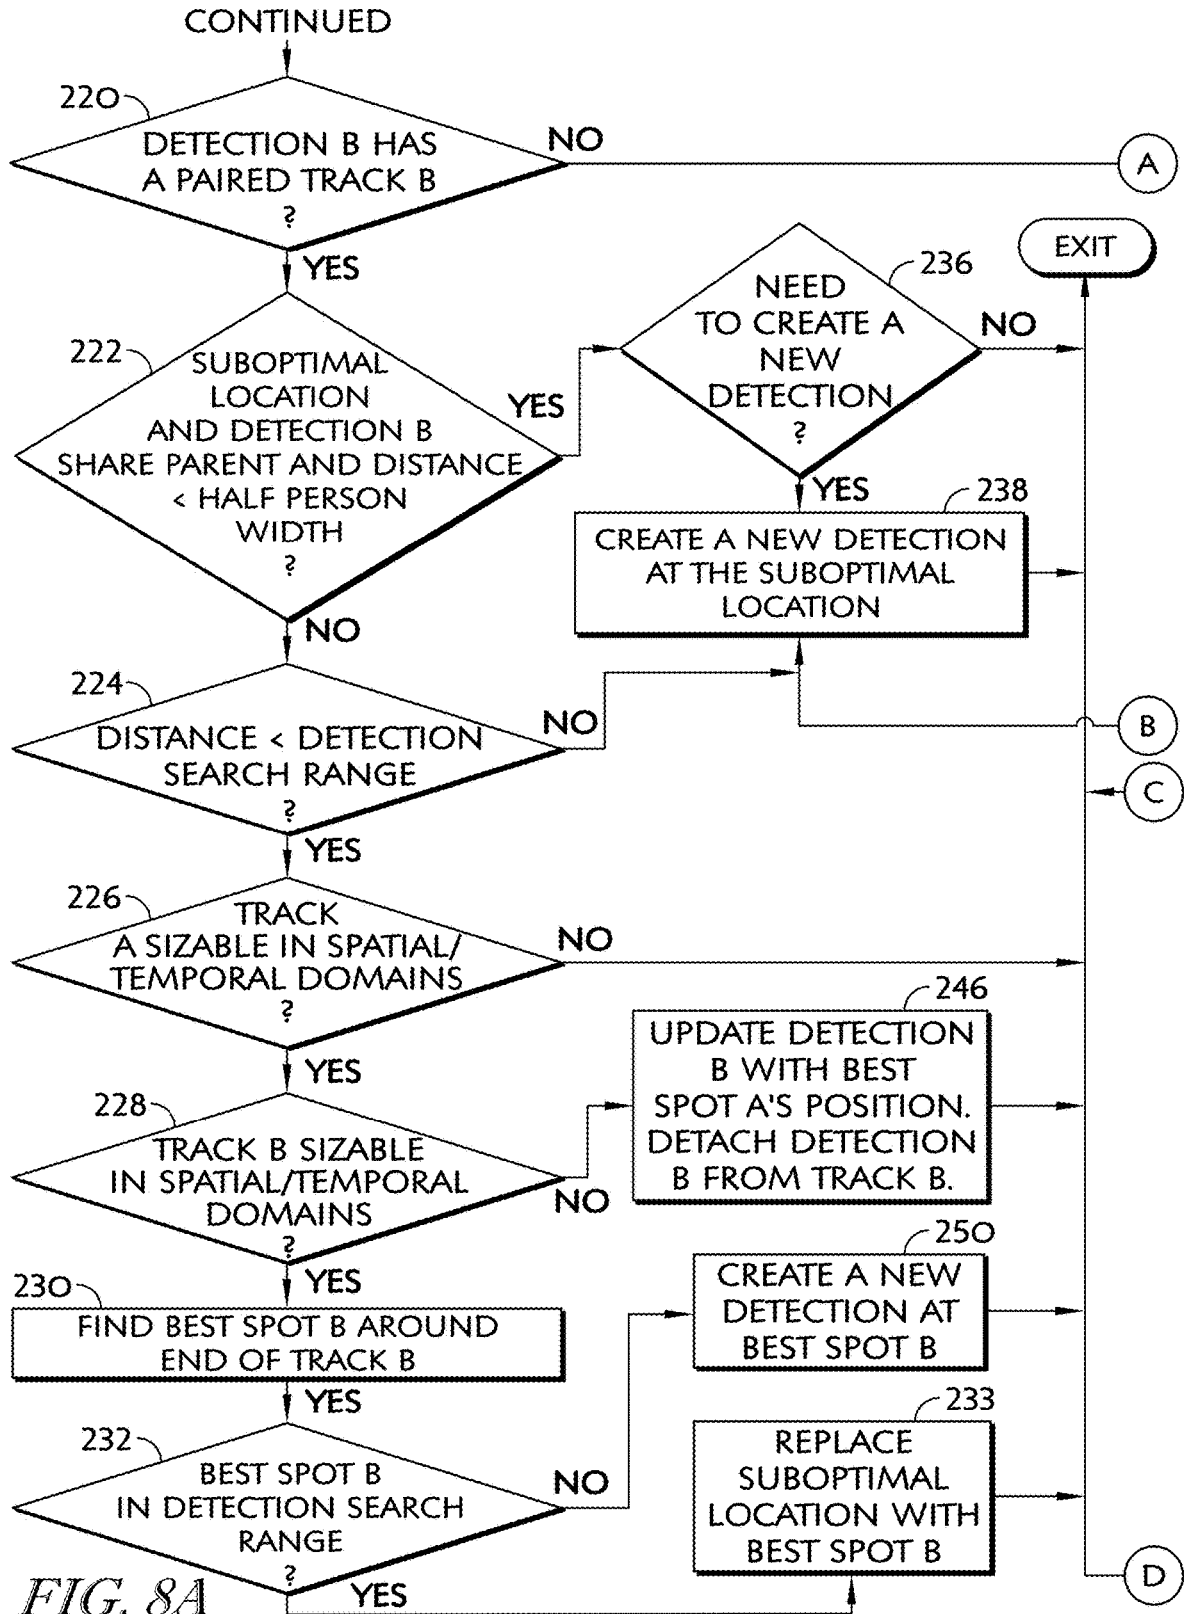 CONTINUED
220
DETECTION B HAS
A PAIRED TRACK B
?
NO
A
YES
EXIT
236
NEED
TO CREATE A
NEW
DETECTION
?
NO
YES
222
SUBOPTIMAL
LOCATION
AND DETECTION B
SHARE PARENT AND DISTANCE
< HALF PERSON
WIDTH
?
YES
NO
238
CREATE A NEW DETECTION
AT THE SUBOPTIMAL
LOCATION
224
DISTANCE < DETECTION
SEARCH RANGE
?
NO
YES
B
C
226
TRACK
A SIZABLE IN SPATIAL/
TEMPORAL DOMAINS
?
NO
YES
246
UPDATE DETECTION
B WITH BEST
SPOT A'S POSITION.
DETACH DETECTION
B FROM TRACK B.
228
TRACK B SIZABLE
IN SPATIAL/TEMPORAL
DOMAINS
?
NO
YES
230
FIND BEST SPOT B AROUND
END OF TRACK B
YES
250
CREATE A NEW
DETECTION AT
BEST SPOT B
232
BEST SPOT B
IN DETECTION SEARCH
RANGE
?
NO
YES
233
REPLACE
SUBOPTIMAL
LOCATION WITH
BEST SPOT B
D
FIG. 8A